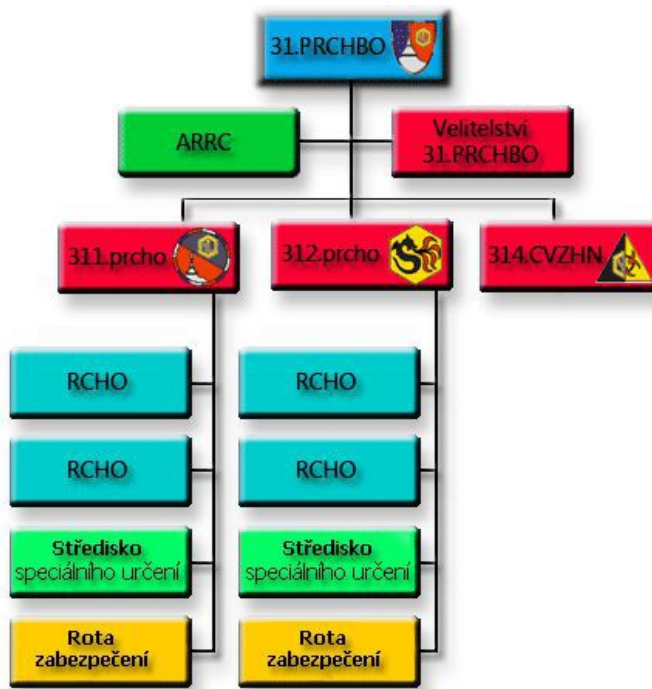 31.PRCHBO
ARRC
Velitelství
31.PRCHBO
311.prcho
312.prcho
314.CVZHN
RCHO
RCHO
RCHO
RCHO
Středisko
speciálního určení
Středisko
speciálního určení
Rota
zabezpečení
Rota
zabezpečení